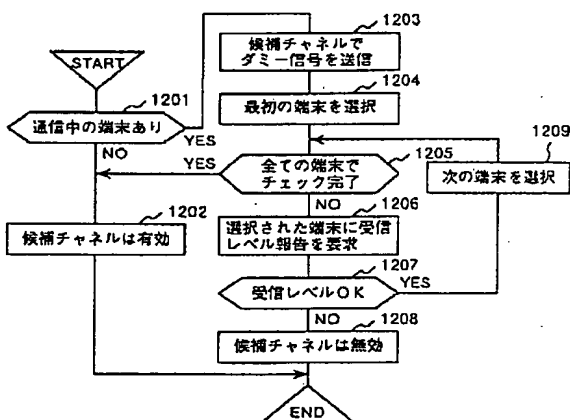 START
1201
通信中の端末あり
YES
NO
1202
候補チャネルは有効
1203
候補チャネルで
ダミー信号を送信
1204
最初の端末を選択
1205
全ての端末で
チェック完了
YES
NO
1206
選択された端末に受信
レベル報告を要求
1207
受信レベルOK
YES
NO
1208
候補チャネルは無効
1209
次の端末を選択
END